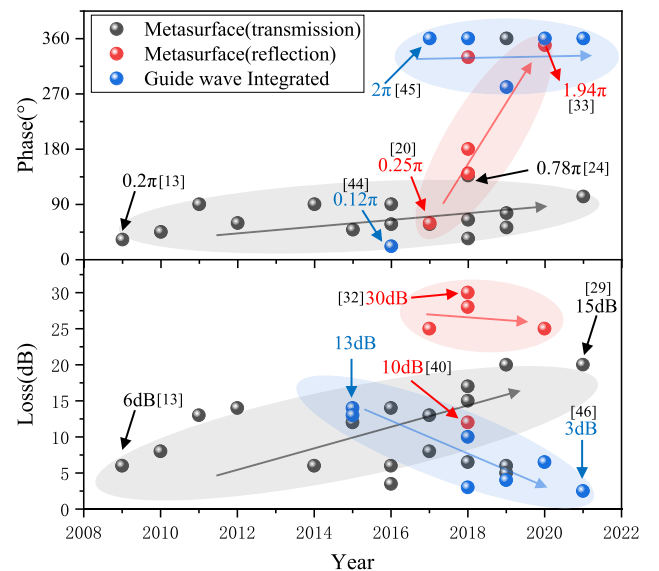 Metasurface(transmission)
Metasurface(reflection)
Guide wave Integrated
Phase(°)
360
270
180
90
0
2π[45]
1.94π
[33]
[20]
0.25π
0.78π[24]
0.2π[13]
[44]
0.12π
Loss(dB)
30
25
20
15
10
5
0
[32]30dB
[29]
15dB
13dB
10dB[40]
6dB[13]
[46]
3dB
2008 2010 2012 2014 2016 2018 2020 2022
Year